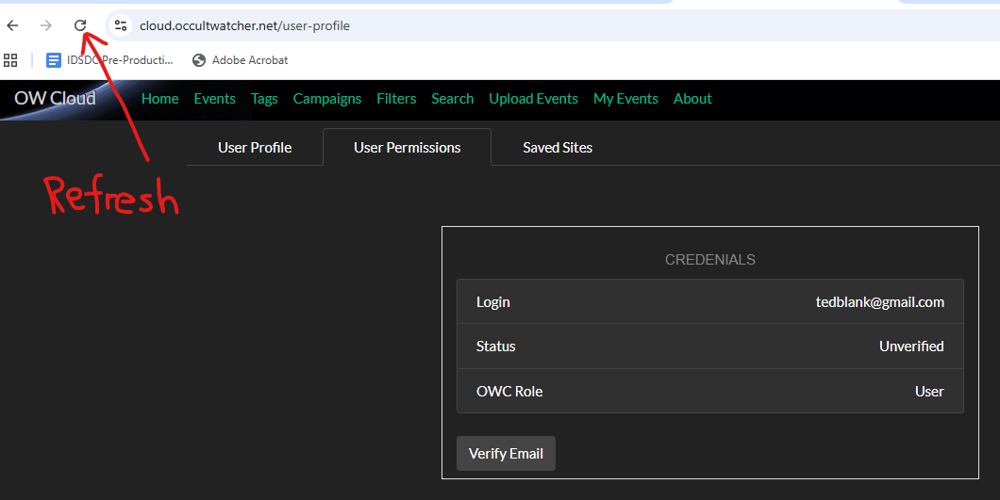 cloud.occultwatcher.net/user-profile
IDSDC Pre-Producti... Adobe Acrobat
OW Cloud Home Events Tags Campaigns Filters Search Upload Events My Events About
User Profile User Permissions Saved Sites
Refresh
CREDENTIALS
Login tedblank@gmail.com
Status Unverified
OWC Role User
Verify Email